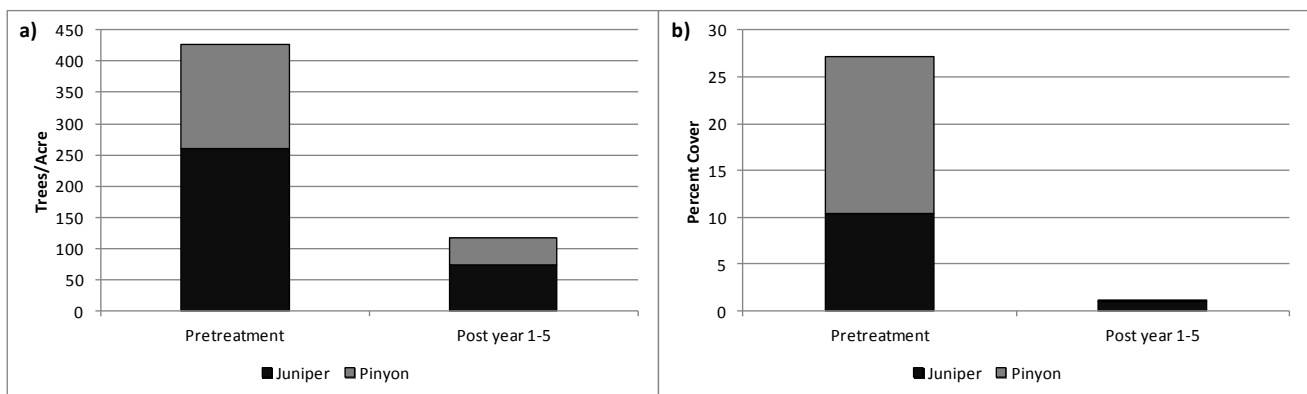 a)
Trees/Acre
450
400
350
300
250
200
150
100
50
0
Pretreatment
Post year 1-5
Juniper
Pinyon
b)
Percent Cover
30
25
20
15
10
5
0
Pretreatment
Post year 1-5
Juniper
Pinyon